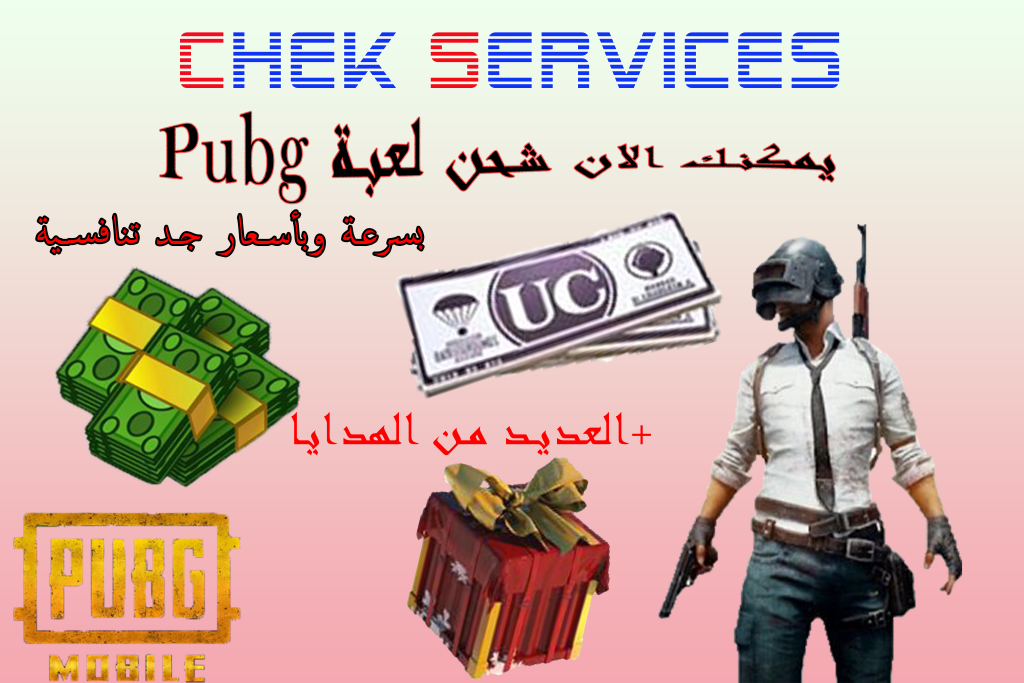 CHEK SERVICES
يمكنك الان شحن لعبة Pubg
بسرعة وبأسعار جد تنافسية
UC
+العديد من الهدايا
PUBG
MOBILE